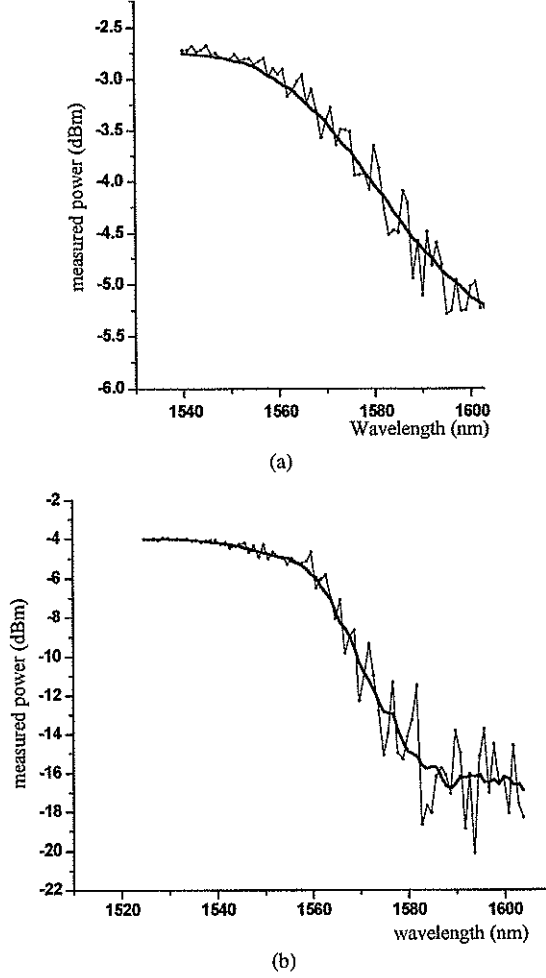 -2.5
-3.0
-3.5
-4.0
-4.5
-5.0
-5.5
-6.0
measured power (dBm)
1540 1560 1580 1600
Wavelength (nm)
(a)
-2
-4
-6
-8
-10
-12
-14
-16
-18
-20
-22
measured power (dBm)
1520 1540 1560 1580 1600
wavelength (nm)
(b)